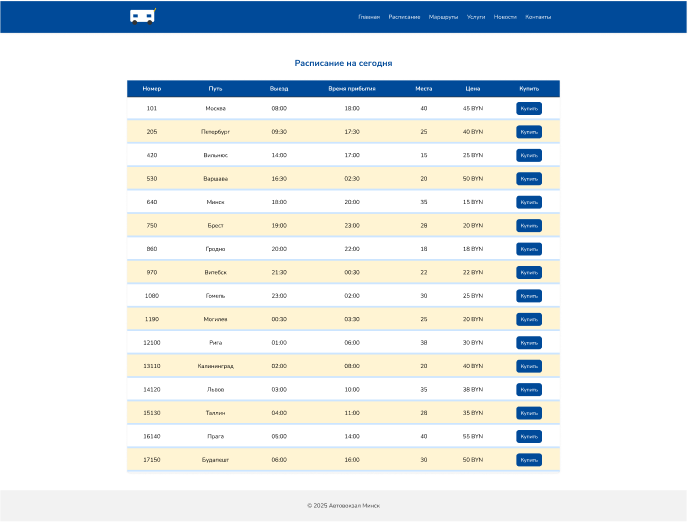 Главная Расписание Маршруты Услуги Новости Контакты
Расписание на сегодня
Номер Путь Выезд Время прибытия Места Цена Купить
101 Москва 08:00 18:00 40 45 BYN Купить
205 Петербург 09:30 17:30 25 40 BYN Купить
420 Вильнюс 14:00 17:00 15 25 BYN Купить
530 Варшава 16:30 02:30 20 50 BYN Купить
640 Минск 18:00 20:00 35 15 BYN Купить
750 Брест 19:00 23:00 28 20 BYN Купить
860 Гродно 20:00 22:00 18 18 BYN Купить
970 Витебск 21:30 00:30 22 22 BYN Купить
1080 Гомель 23:00 02:00 30 25 BYN Купить
1190 Могилев 00:30 03:30 25 20 BYN Купить
12100 Рига 01:00 06:00 38 30 BYN Купить
13110 Калининград 02:00 08:00 20 40 BYN Купить
14120 Львов 03:00 10:00 35 38 BYN Купить
15130 Таллин 04:00 11:00 28 35 BYN Купить
16140 Прага 05:00 14:00 40 55 BYN Купить
17150 Будапешт 06:00 16:00 30 50 BYN Купить
© 2025 Автовокзал Минск